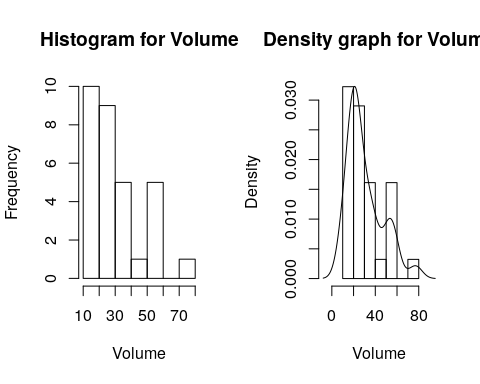 Histogram for Volume
Frequency
0 2 4 6 8 10
10 30 50 70
Volume
Density graph for Volum
Density
0.000 0.010 0.020 0.030
0 40 80
Volume